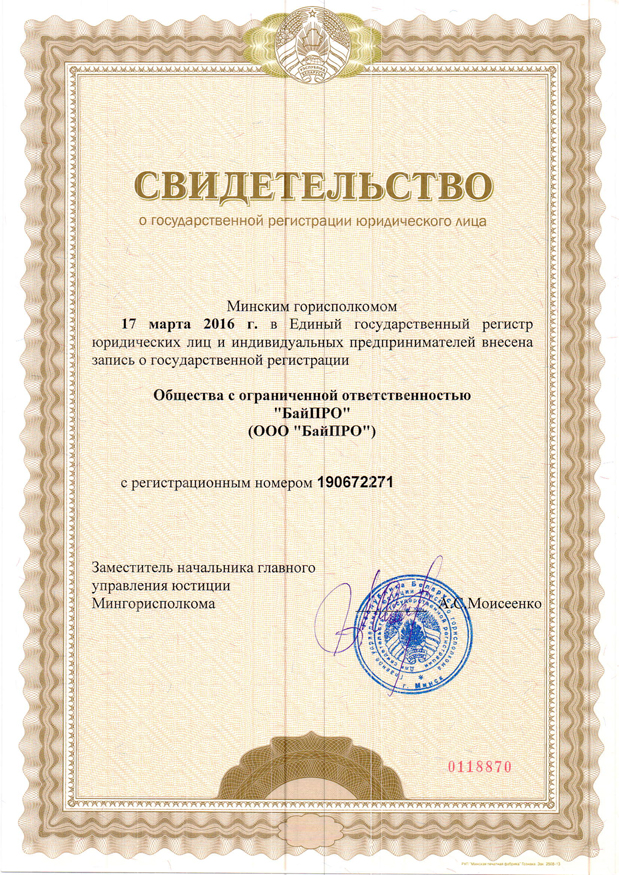 СВИДЕТЕЛЬСТВО
о государственной регистрации юридического лица
Минским горисполкомом
17 марта 2016 г. в Единый государственный регистр
юридических лиц и индивидуальных предпринимателей внесена
запись о государственной регистрации
Общества с ограниченной ответственностью
"БайПРО"
(ООО "БайПРО")
с регистрационным номером 190672271
Заместитель начальника главного
управления юстиции
Мингорисполкома
А.С.Моисеенко
г. Минск
0118870